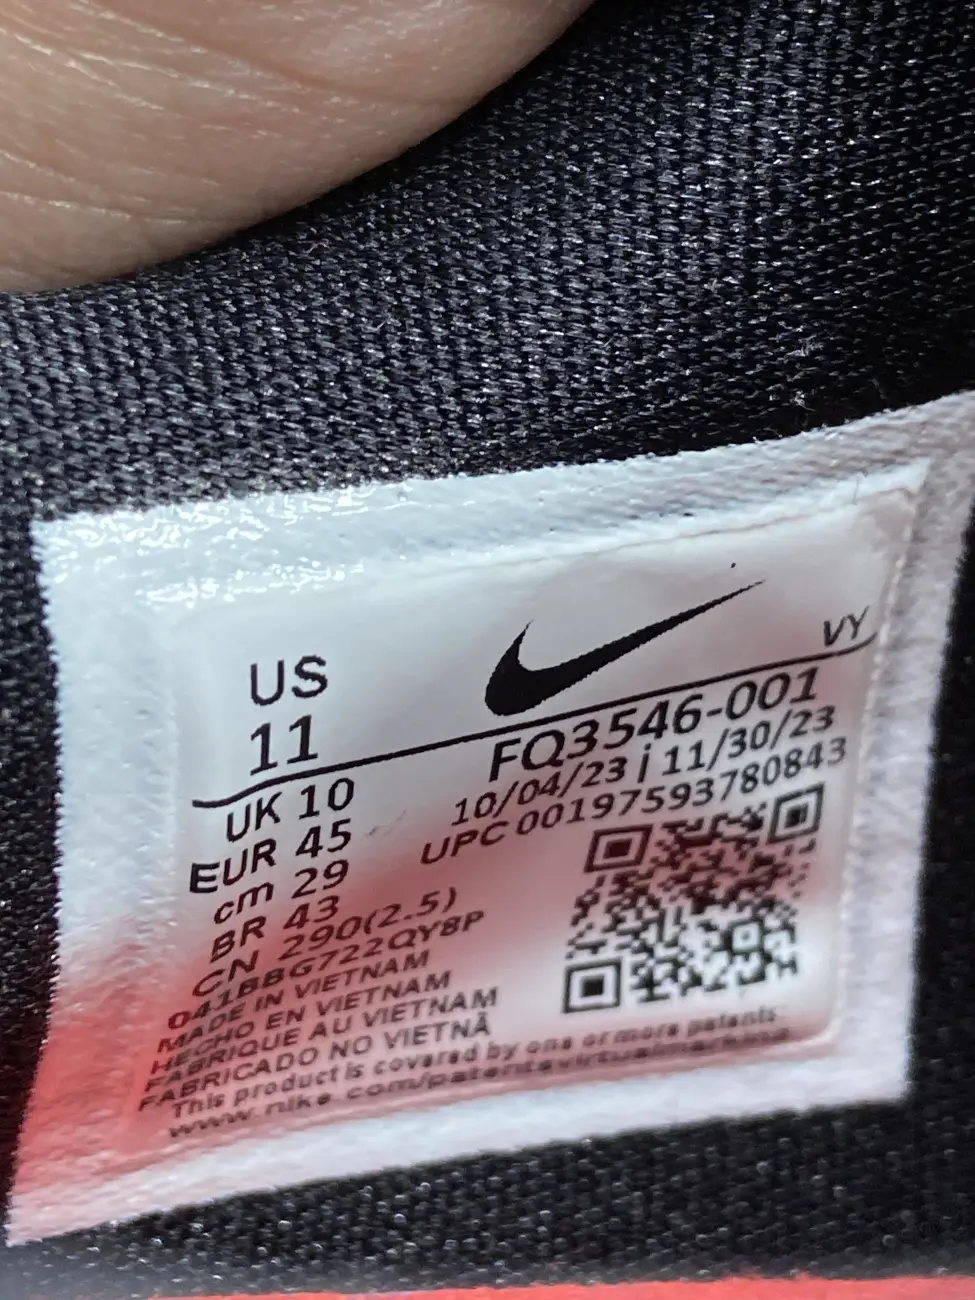 US
11
VY
UK 10
EUR 45
cm 29
BR 43
CN 290(2.5)
FQ3546-001
10/04/23 | 11/30/23
UPC 00197593780843
041BBG722QY8P
MADE IN VIETNAM
HECHO EN VIETNAM
FABRIQUE AU VIETNAM
FABRICADO NO VIETNÃ
This product is covered by one or more patents:
www.nike.com/patentsvirtualmarking